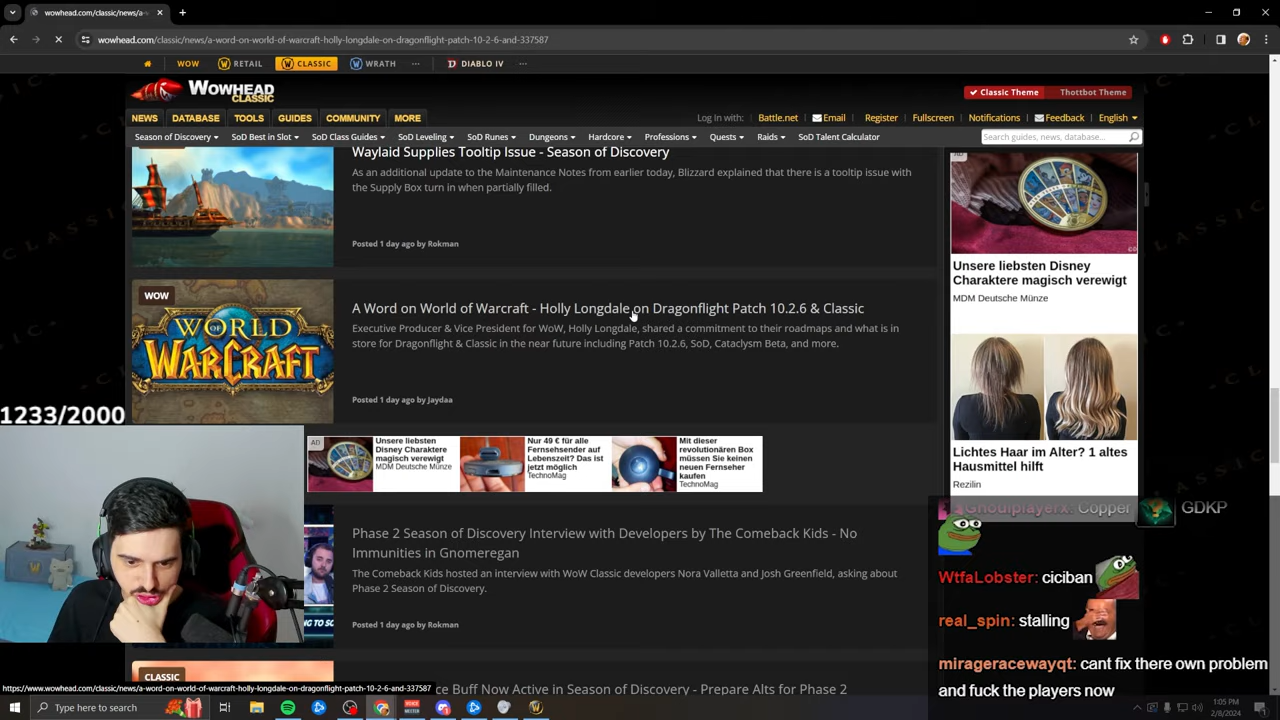 wowhead.com/classic/news/a-
wowhead.com/classic/news/a-word-on-world-of-warcraft-holly-longdale-on-dragonflight-patch-10-2-6-and-337587
WOW
RETAIL
CLASSIC
WRATH
DIABLO IV
WOWHEAD
CLASSIC
Classic Theme
Thottbot Theme
NEWS
DATABASE
TOOLS
GUIDES
COMMUNITY
MORE
Log In with:
Battle.net
Email
Register
Fullscreen
Notifications
Feedback
English
Season of Discovery
SoD Best in Slot
SoD Class Guides
SoD Leveling
SoD Runes
Dungeons
Hardcore
Professions
Quests
Raids
SoD Talent Calculator
Search guides, news, database...
Waylaid Supplies Tooltip Issue - Season of Discovery
As an additional update to the Maintenance Notes from earlier today, Blizzard explained that there is a tooltip issue with
the Supply Box turn in when partially filled.
Posted 1 day ago by Rokman
WOW
WORLD
OF
WARCRAFT
A Word on World of Warcraft - Holly Longdale on Dragonflight Patch 10.2.6 & Classic
Executive Producer & Vice President for WoW, Holly Longdale, shared a commitment to their roadmaps and what is in
store for Dragonflight & Classic in the near future including Patch 10.2.6, SoD, Cataclysm Beta, and more.
Posted 1 day ago by Jaydaa
AD
Unsere liebsten
Disney Charaktere
magisch verewigt
MDM Deutsche Münze
Nur 49 € für alle
Fernsehsender auf
Lebenszeit? Das ist
jetzt möglich
TechnoMag
Mit dieser
revolutionären Box
müssen Sie keinen
neuen Fernseher
kaufen
TechnoMag
Phase 2 Season of Discovery Interview with Developers by The Comeback Kids - No
Immunities in Gnomeregan
The Comeback Kids hosted an interview with WoW Classic developers Nora Valletta and Josh Greenfield, asking about
Phase 2 Season of Discovery.
Posted 1 day ago by Rokman
CLASSIC
ce Buff Now Active in Season of Discovery - Prepare Alts for Phase 2
AD
Unsere liebsten Disney
Charaktere magisch verewigt
MDM Deutsche Münze
Lichtes Haar im Alter? 1 altes
Hausmittel hilft
Rezilin
1233/2000
Ghoulplayerx: Copper GDKP
WtfaLobster: ciciban
real_spin: stalling
mirageracewayqt: cant fix there own problem
and fuck the players now
https://www.wowhead.com/classic/news/a-word-on-world-of-warcraft-holly-longdale-on-dragonflight-patch-10-2-6-and-337587
Type here to search
VOICE
MEETER
1:05 PM
2/8/2024